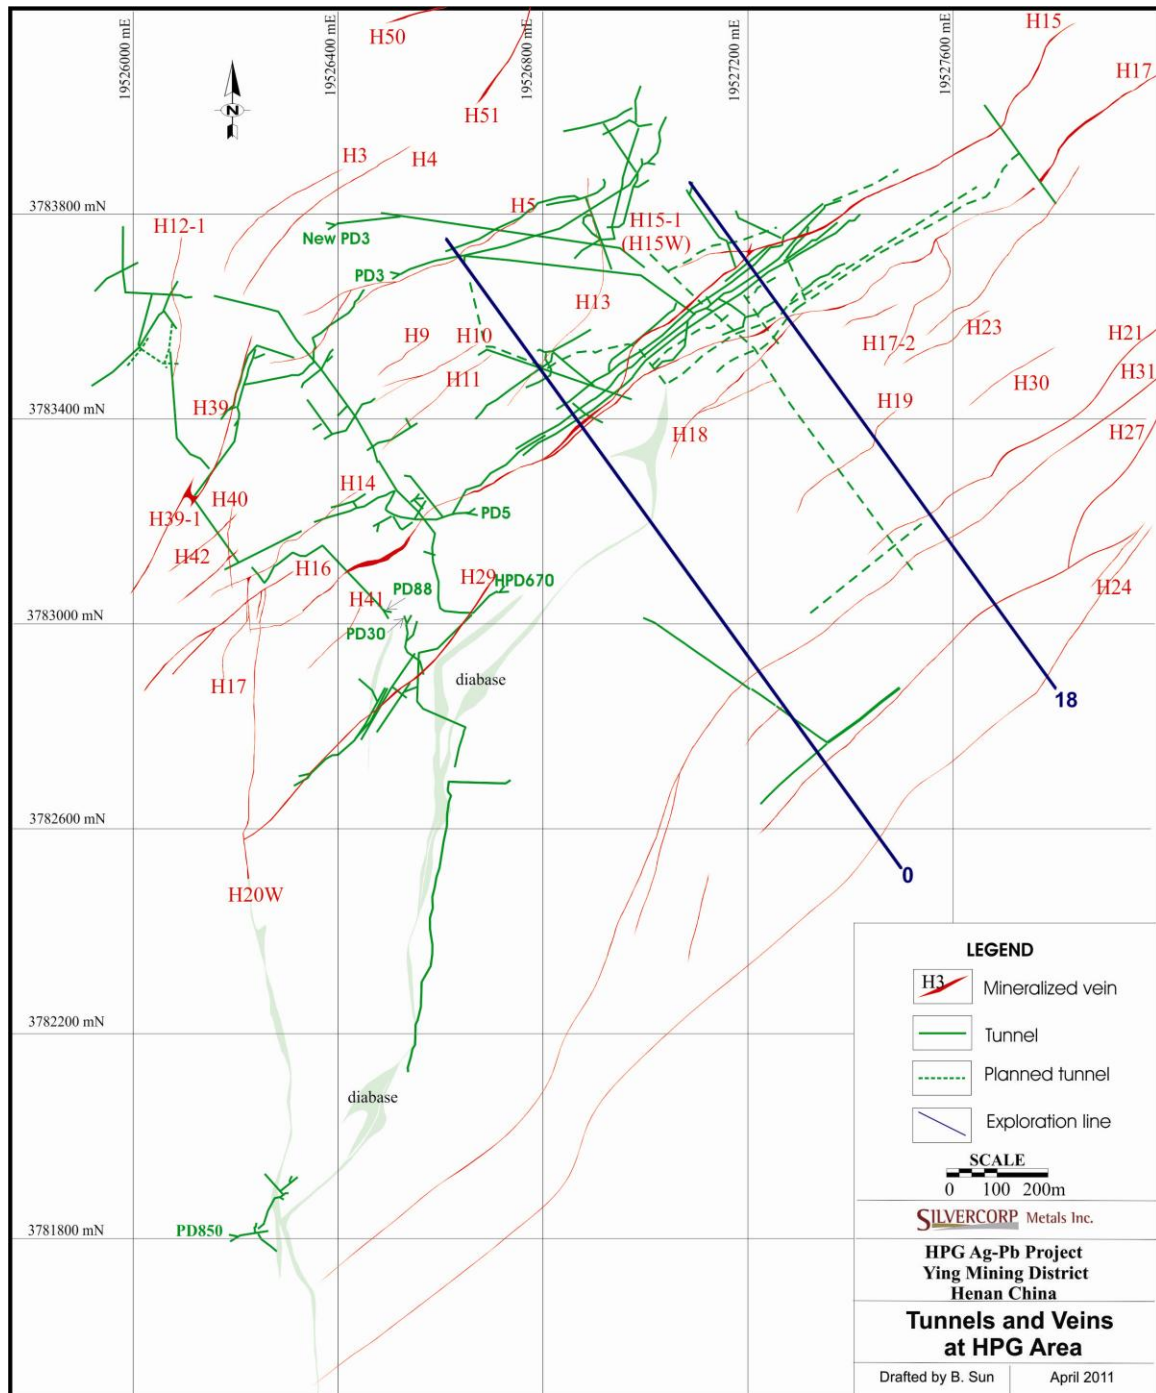 19526000 mE
19526400 mE
19526800 mE
19527200 mE
19527600 mE
H50
H51
H15
H17
N
H3
H4
3783800 mN
H12-1
New PD3
H5
H15-1
(H15W)
PD3
H13
H9
H10
H11
H17-2
H23
H21
H30
H31
3783400 mN
H39
H18
H19
H27
H14
H40
H39-1
PD5
H42
H16
PD88
H29
HPD670
H24
H41
3783000 mN
PD30
H17
diabase
18
3782600 mN
0
H20W
LEGEND
H3
Mineralized vein
3782200 mN
Tunnel
Planned tunnel
diabase
Exploration line
SCALE
0 100 200m
3781800 mN
PD850
SILVERCORP Metals Inc.
HPG Ag-Pb Project
Ying Mining District
Henan China
Tunnels and Veins
at HPG Area
Drafted by B. Sun
April 2011